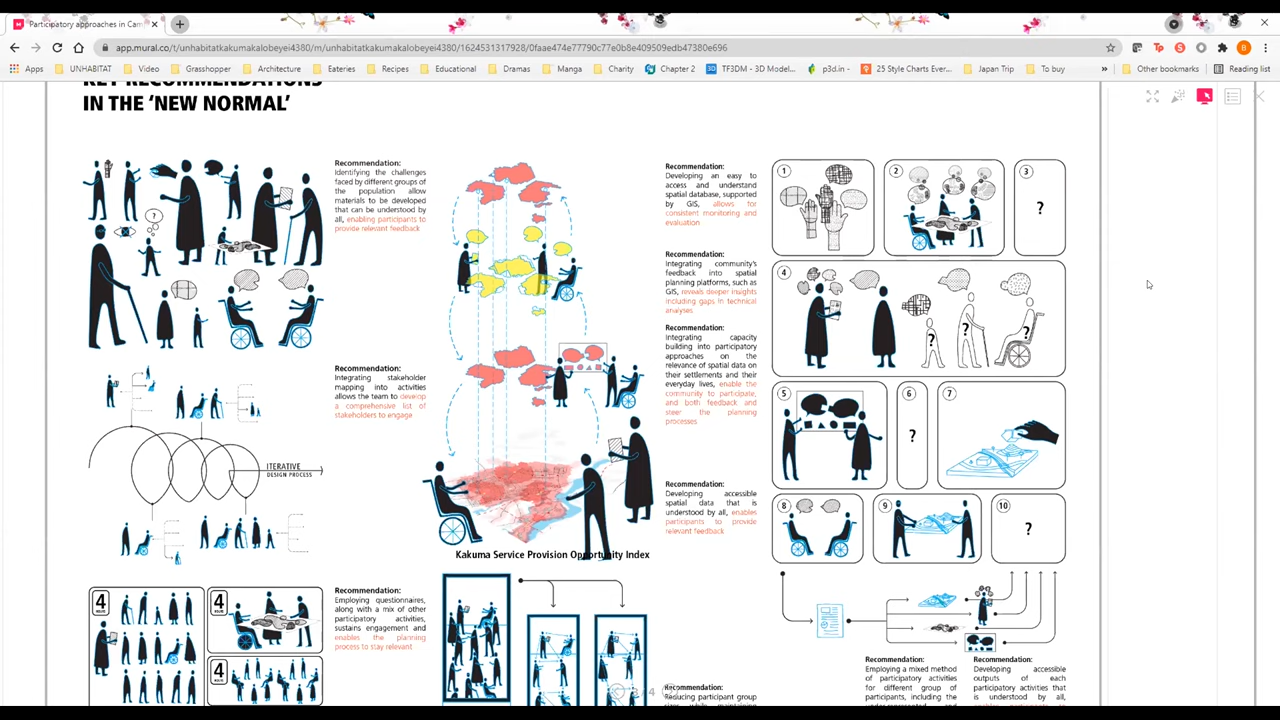 Participatory approaches in Cam
app.mural.co/t/unhabitatkakumakalobeyei4380/m/unhabitatkakumakalobeyei4380/1624531317928/0faae474e77790c77e0b8e409509edb47380e696
Apps UNHABITAT Video Grasshopper Architecture Eateries Recipes Educational Dramas Manga Charity Chapter 2 TF3DM - 3D Model... p3d.in - 25 Style Charts Ever... Japan Trip To buy » Other bookmarks Reading list
KEY RECOMMENDATIONS
IN THE ‘NEW NORMAL’
Recommendation:
Identifying the challenges
faced by different groups of
the population allow
materials to be developed
that can be understood by
all, enabling participants to
provide relevant feedback
?
Recommendation:
Integrating stakeholder
mapping into activities
allows the team to develop
a comprehensive list of
stakeholders to engage
ITERATIVE
DESIGN PROCESS
Kakuma Service Provision Opportunity Index
4
4
4
Recommendation:
Employing questionnaires,
along with a mix of other
participatory activities,
sustains engagement and
enables the planning
process to stay relevant
Recommendation:
Developing an easy to
access and understand
spatial database, supported
by GIS, allows for
consistent monitoring and
evaluation
Recommendation:
Integrating community's
feedback into spatial
planning platforms, such as
GIS, reveals deeper insights
including gaps in technical
analyses
Recommendation:
Integrating capacity
building into participatory
approaches on the
relevance of spatial data on
their settlements and their
everyday lives, enable the
community to participate,
and both feedback and
steer the planning
processes
Recommendation:
Developing accessible
spatial data that is
understood by all, enables
participants to provide
relevant feedback
Recommendation:
Reducing participant group
1
2
3
?
4
? ? ?
5
6
?
7
8
9
10
?
Recommendation:
Employing a mixed method
of participatory activities
for different group of
participants, including the
Recommendation:
Developing accessible
outputs of each
participatory activities that
is understood by all,